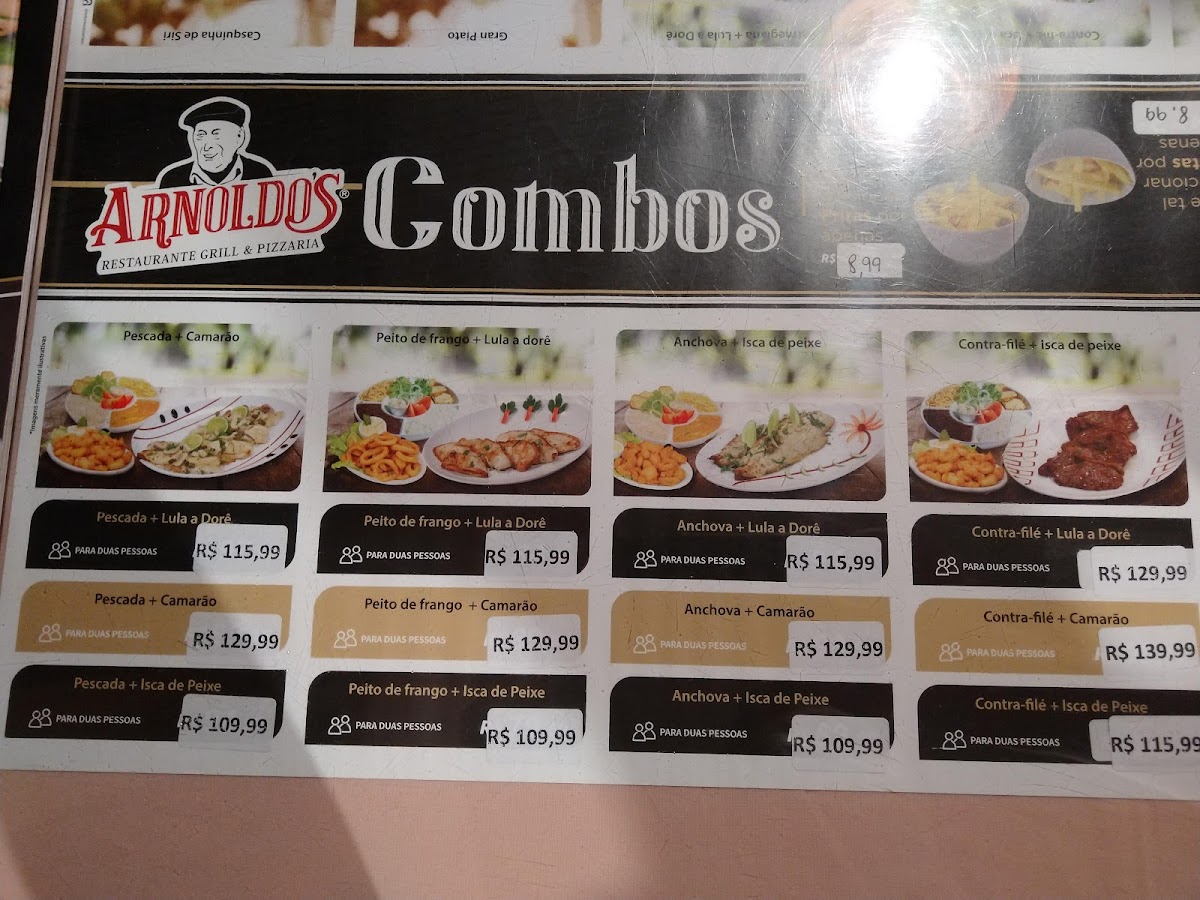 Casquinha de Siri
Gran Plato
+ Lula a Dorê
ARNOLDO'S®
RESTAURANTE GRILL & PIZZARIA
Combos
8,99
R$ 8,99
*Imagens meramente ilustrativas
Pescada + Camarão
Pescada + Lula a Dorê
PARA DUAS PESSOAS
R$ 115,99
Pescada + Camarão
PARA DUAS PESSOAS
R$ 129,99
Pescada + Isca de Peixe
PARA DUAS PESSOAS
R$ 109,99
Peito de frango + Lula a dorê
Peito de frango + Lula a Dorê
PARA DUAS PESSOAS
R$ 115,99
Peito de frango + Camarão
PARA DUAS PESSOAS
R$ 129,99
Peito de frango + Isca de Peixe
PARA DUAS PESSOAS
R$ 109,99
Anchova + Isca de peixe
Anchova + Lula a Dorê
PARA DUAS PESSOAS
R$ 115,99
Anchova + Camarão
PARA DUAS PESSOAS
R$ 129,99
Anchova + Isca de Peixe
PARA DUAS PESSOAS
R$ 109,99
Contra-filé + isca de peixe
Contra-filé + Lula a Dorê
PARA DUAS PESSOAS
R$ 129,99
Contra-filé + Camarão
PARA DUAS PESSOAS
R$ 139,99
Contra-filé + Isca de Peixe
PARA DUAS PESSOAS
R$ 115,99